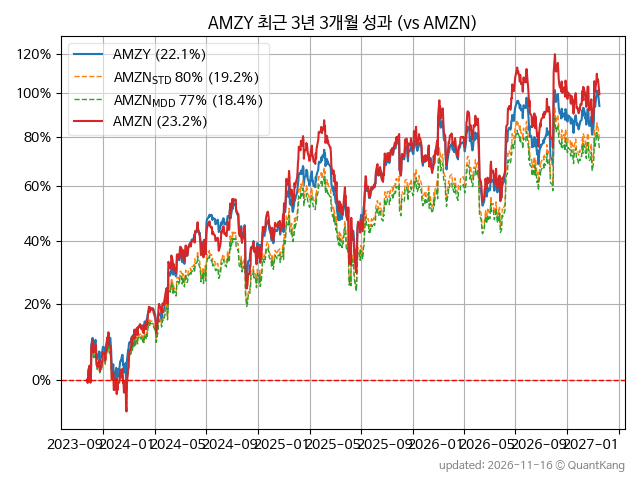 AMZY 최근 3년 3개월 성과 (vs AMZN)
AMZY (22.1%)
AMZN_STD 80% (19.2%)
AMZN_MDD 77% (18.4%)
AMZN (23.2%)
120%
100%
80%
60%
40%
20%
0%
2023-09 2024-01 2024-05 2024-09 2025-01 2025-05 2025-09 2026-01 2026-05 2026-09 2027-01
updated: 2026-11-16 © QuantKang